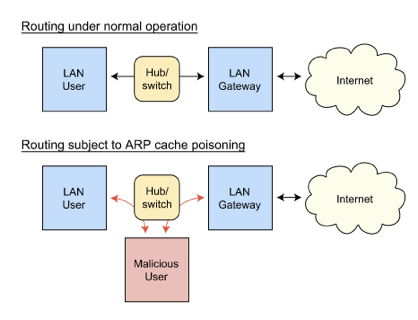 Routing under normal operation
LAN
User
Hub/
switch
LAN
Gateway
Internet
Routing subject to ARP cache poisoning
LAN
User
Hub/
switch
LAN
Gateway
Internet
Malicious
User